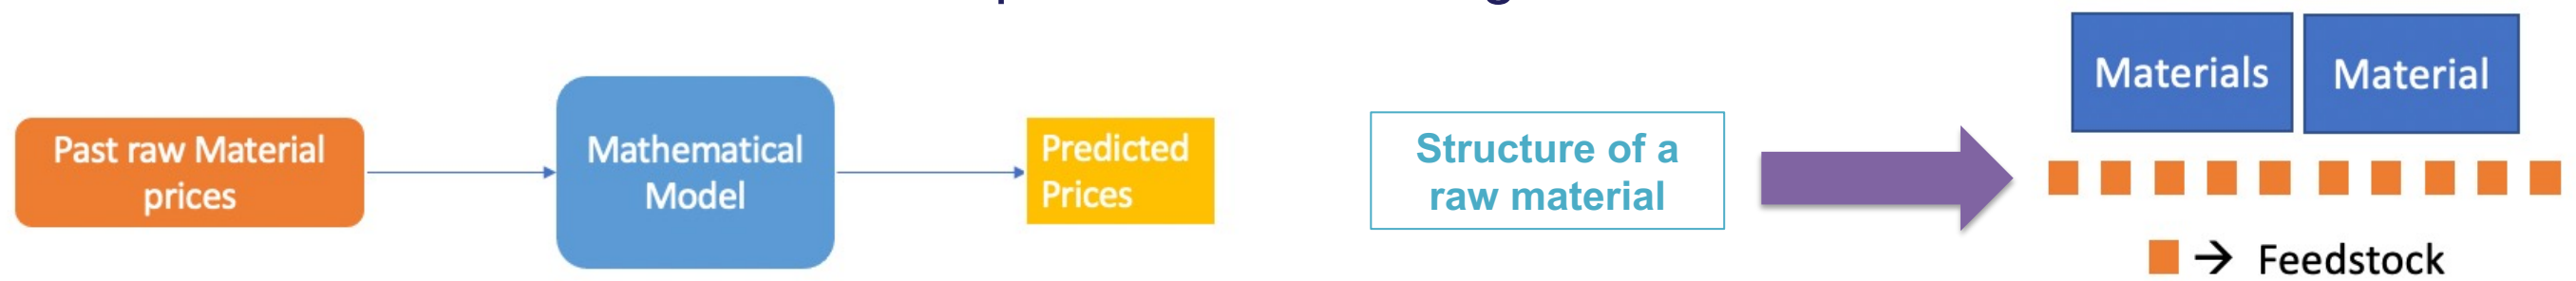 Past raw Material
prices
Mathematical
Model
Predicted
Prices
Structure of a
raw material
Materials
Material
→ Feedstock